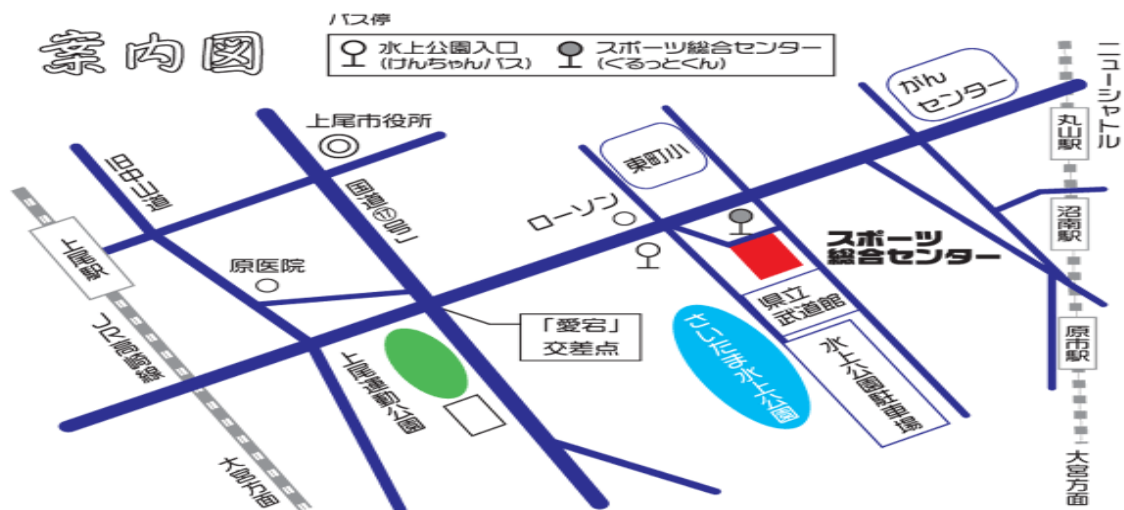 案内図
バス停
水上公園入口
(けんちゃんバス)
スポーツ総合センター
(ぐるっとくん)
ニューシャトル
がん
センター
丸山駅
上尾市役所
東町小
旧中山道
国道⑰号
ローソン
沼南駅
上尾駅
スポーツ
総合センター
原医院
県立
武道館
「愛宕」
交差点
さいたま水上公園
原市駅
JR高崎線
上尾運動公園
水上公園駐車場
大宮方面
大宮方面